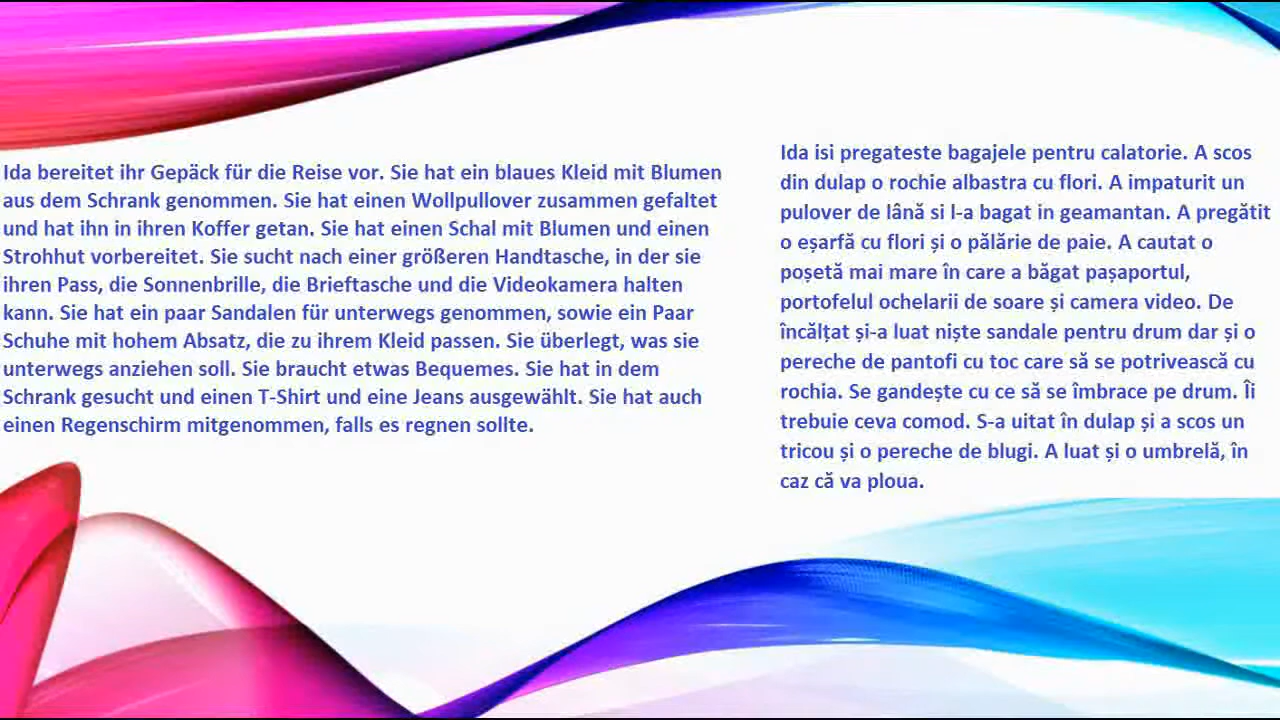 Ida bereitet ihr Gepäck für die Reise vor. Sie hat ein blaues Kleid mit Blumen
aus dem Schrank genommen. Sie hat einen Wollpullover zusammen gefaltet
und hat ihn in ihren Koffer getan. Sie hat einen Schal mit Blumen und einen
Strohhut vorbereitet. Sie sucht nach einer größeren Handtasche, in der sie
ihren Pass, die Sonnenbrille, die Brieftasche und die Videokamera halten
kann. Sie hat ein paar Sandalen für unterwegs genommen, sowie ein Paar
Schuhe mit hohem Absatz, die zu ihrem Kleid passen. Sie überlegt, was sie
unterwegs anziehen soll. Sie braucht etwas Bequemes. Sie hat in dem
Schrank gesucht und einen T-Shirt und eine Jeans ausgewählt. Sie hat auch
einen Regenschirm mitgenommen, falls es regnen sollte.
Ida isi pregateste bagajele pentru calatorie. A scos
din dulap o rochie albastra cu flori. A impaturit un
pulover de lână si l-a bagat in geamantan. A pregătit
o eșarfă cu flori și o pălărie de paie. A cautat o
poșetă mai mare în care a băgat pașaportul,
portofelul ochelarii de soare și camera video. De
încălțat și-a luat niște sandale pentru drum dar și o
pereche de pantofi cu toc care să se potrivească cu
rochia. Se gandește cu ce să se îmbrace pe drum. Îi
trebuie ceva comod. S-a uitat în dulap și a scos un
tricou și o pereche de blugi. A luat și o umbrelă, în
caz că va ploua.